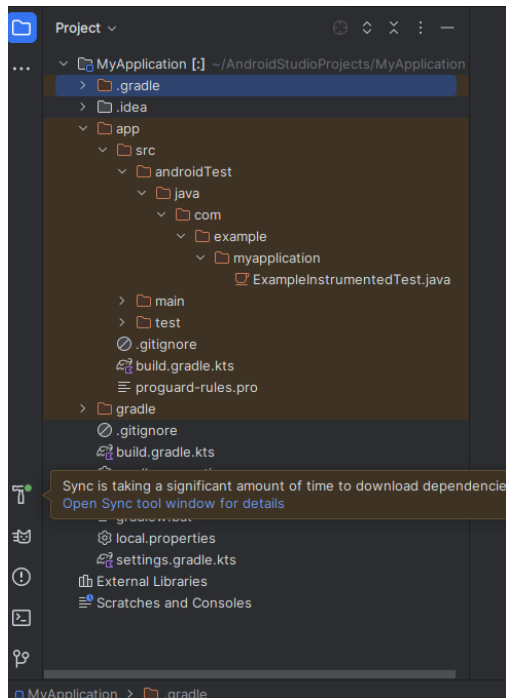 Project
MyApplication [:] ~/AndroidStudioProjects/MyApplication
.gradle
.idea
app
src
androidTest
java
com
example
myapplication
ExampleInstrumentedTest.java
main
test
.gitignore
build.gradle.kts
proguard-rules.pro
gradle
.gitignore
build.gradle.kts
Sync is taking a significant amount of time to download dependencie
Open Sync tool window for details
local.properties
settings.gradle.kts
External Libraries
Scratches and Consoles
MyApplication > .gradle